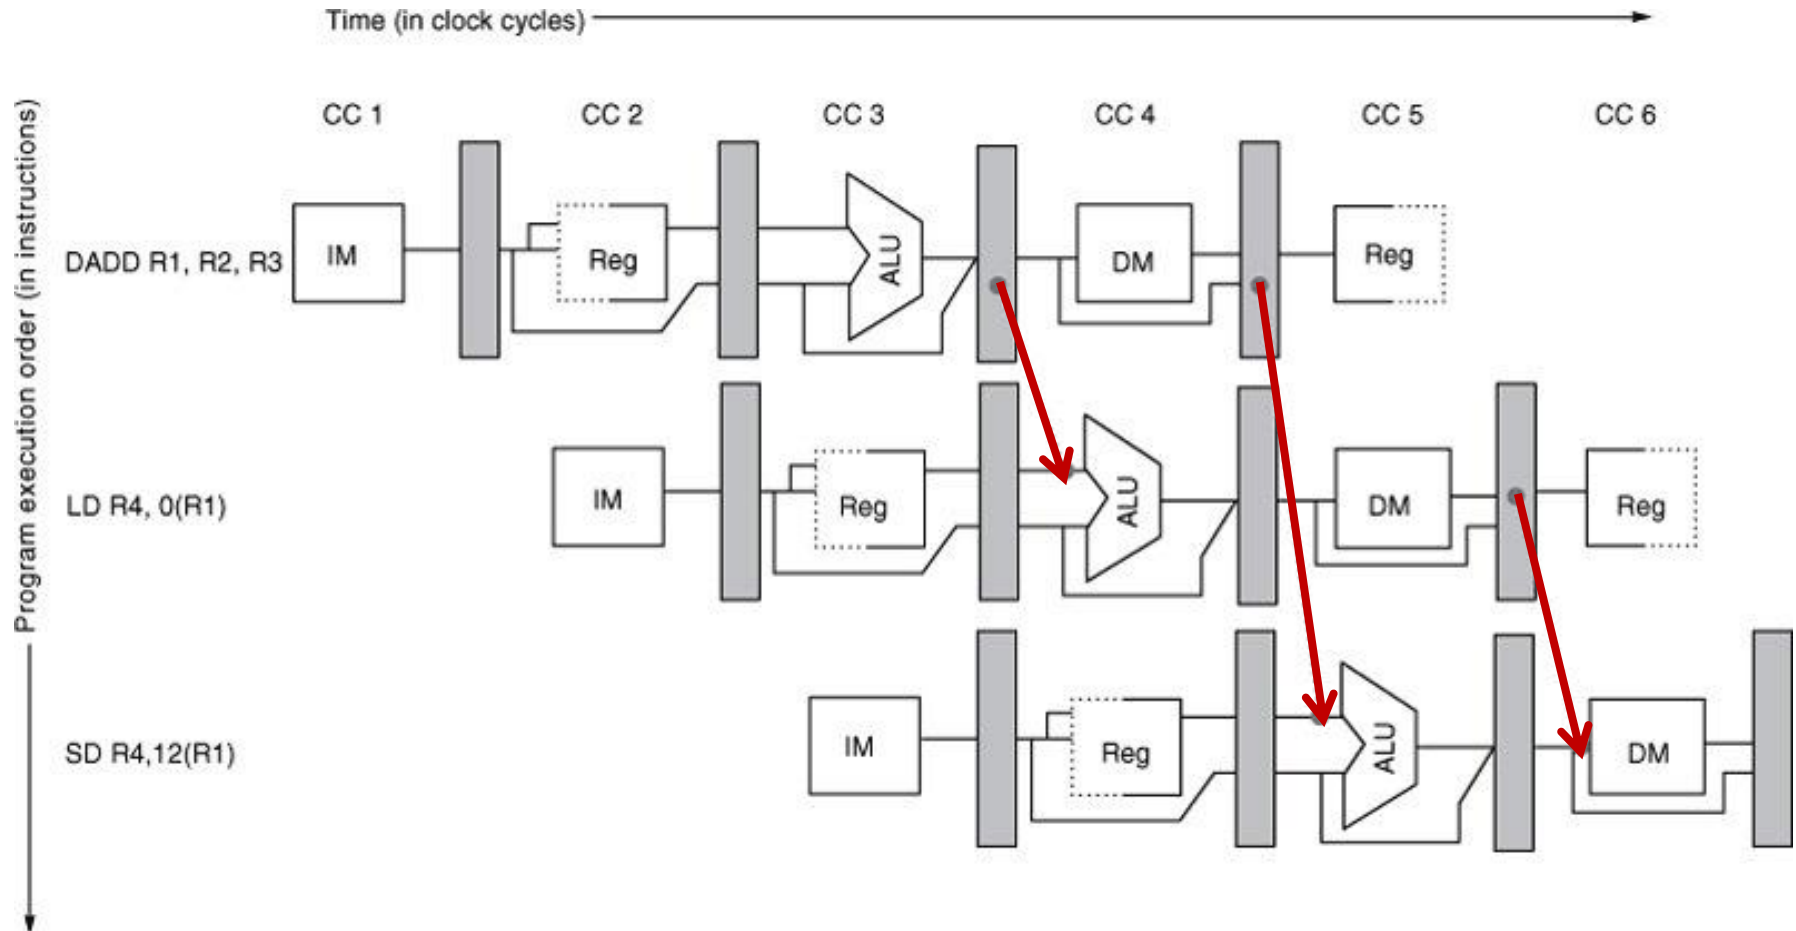 Time (in clock cycles)
CC 1 CC 2 CC 3 CC 4 CC 5 CC 6
Program execution order (in instructions)
DADD R1, R2, R3 IM Reg ALU DM Reg
LD R4, 0(R1) IM Reg ALU DM Reg
SD R4,12(R1) IM Reg ALU DM